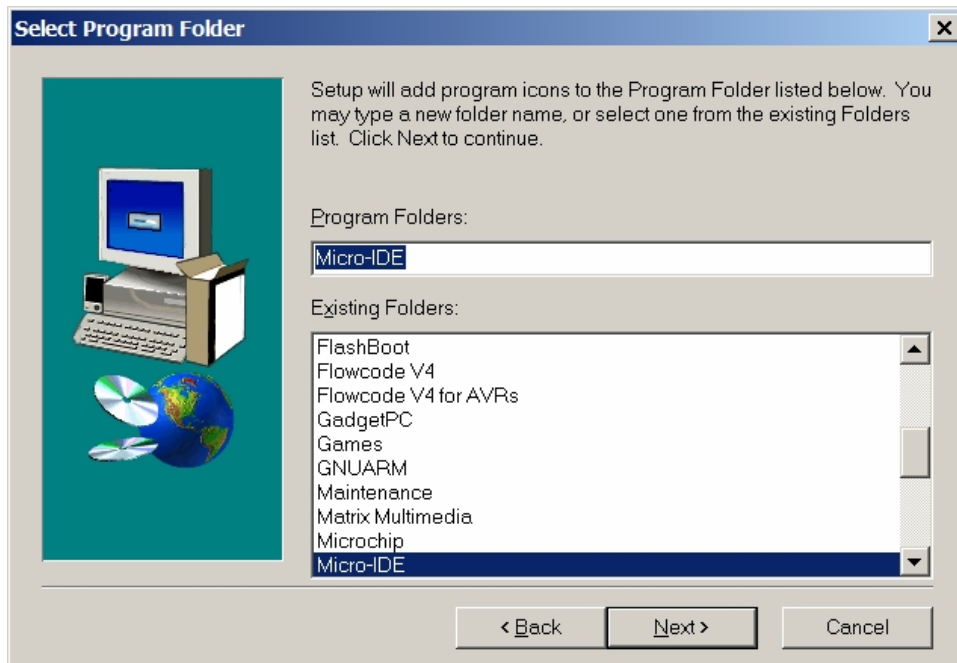 Select Program Folder
Setup will add program icons to the Program Folder listed below. You
may type a new folder name, or select one from the existing Folders
list. Click Next to continue.
Program Folders:
Micro-IDE
Existing Folders:
FlashBoot
Flowcode V4
Flowcode V4 for AVRs
GadgetPC
Games
GNUARM
Maintenance
Matrix Multimedia
Microchip
Micro-IDE
< Back
Next >
Cancel